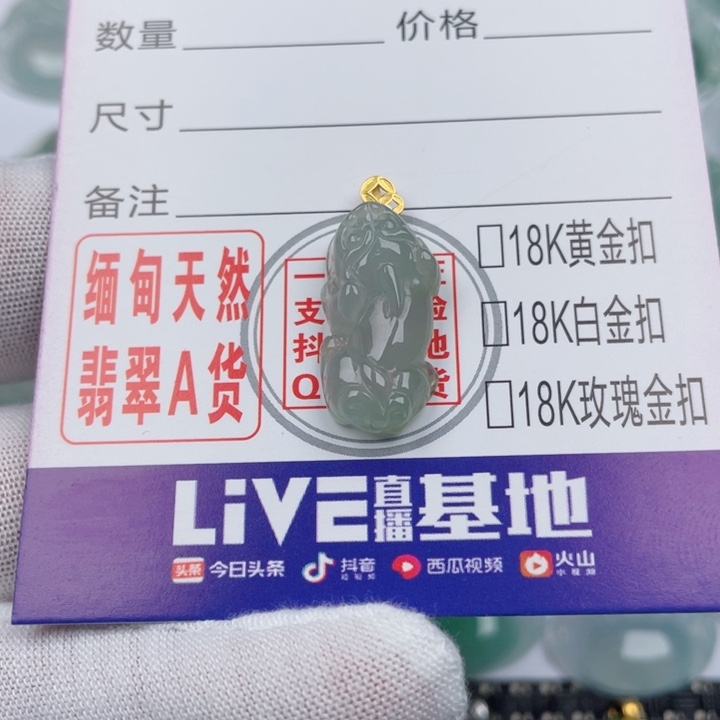 数量 价格
尺寸
备注
缅甸天然
翡翠A货
□18K黄金扣
□18K白金扣
□18K玫瑰金扣
LiVE直播基地
头条 今日头条 抖音 西瓜视频 火山